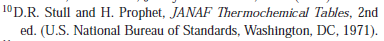 ¹⁰D.R. Stull and H. Prophet, JANAF Thermochemical Tables, 2nd
ed. (U.S. National Bureau of Standards, Washington, DC, 1971).